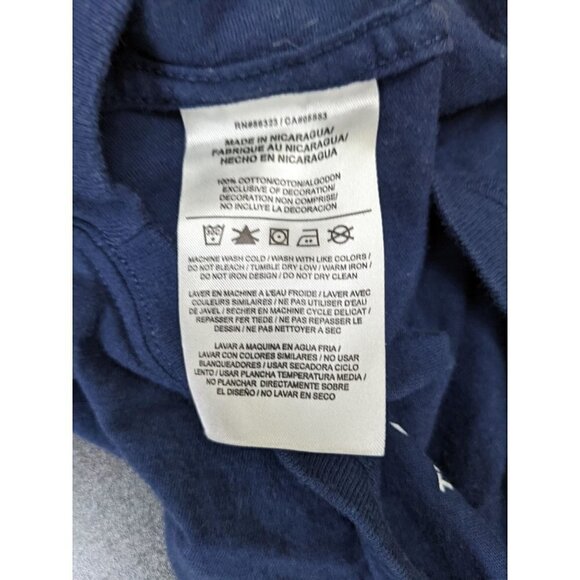 RN#56323 / CA#05553
MADE IN NICARAGUA/
FABRIQUE AU NICARAGUA/
HECHO EN NICARAGUA
100% COTTON/COTON/ALGODON
EXCLUSIVE OF DECORATION/
DECORATION NON COMPRISE/
NO INCLUYE LA DECORACIÓN
MACHINE WASH COLD / WASH WITH LIKE COLORS /
DO NOT BLEACH / TUMBLE DRY LOW / WARM IRON /
DO NOT IRON DESIGN / DO NOT DRY CLEAN
LAVER EN MACHINE A L'EAU FROIDE / LAVER AVEC
COULEURS SIMILAIRES / NE PAS UTILISER D'EAU
DE JAVEL / SECHER EN MACHINE CYCLE DELICAT /
REPASSER FER TIEDE / NE PAS REPASSER LE
DESSIN / NE PAS NETTOYER A SEC
LAVAR A MAQUINA EN AGUA FRIA /
LAVAR CON COLORES SIMILARES / NO USAR
BLANQUEADORES / USAR SECADORA CICLO
LENTO / USAR PLANCHA TEMPERATURA MEDIA /
NO PLANCHAR DIRECTAMENTE SOBRE
EL DISEÑO / NO LAVAR EN SECO